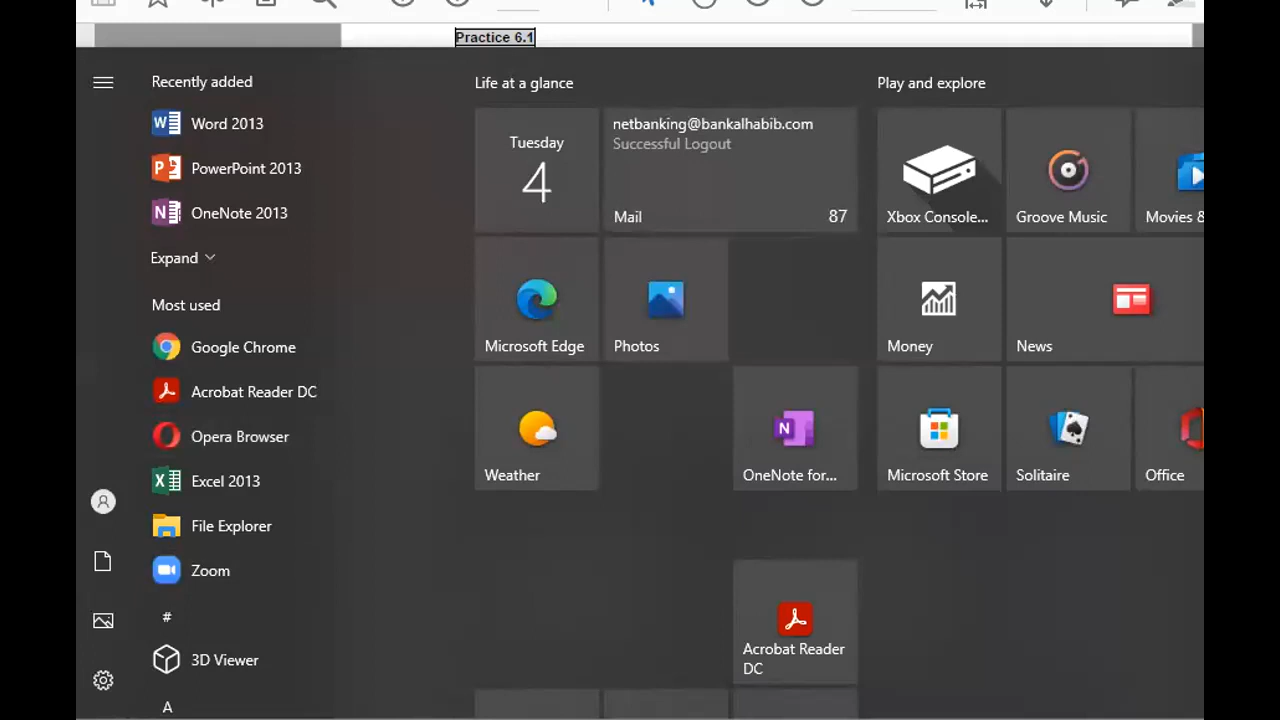 Practice 6.1
Recently added
Word 2013
PowerPoint 2013
OneNote 2013
Expand
Most used
Google Chrome
Acrobat Reader DC
Opera Browser
Excel 2013
File Explorer
Zoom
#
3D Viewer
A
Life at a glance
Tuesday
4
netbanking@bankalhabib.com
Successful Logout
Mail 87
Microsoft Edge
Photos
Weather
OneNote for...
Acrobat Reader
DC
Play and explore
Xbox Console...
Groove Music
Movies &
Money
News
Microsoft Store
Solitaire
Office